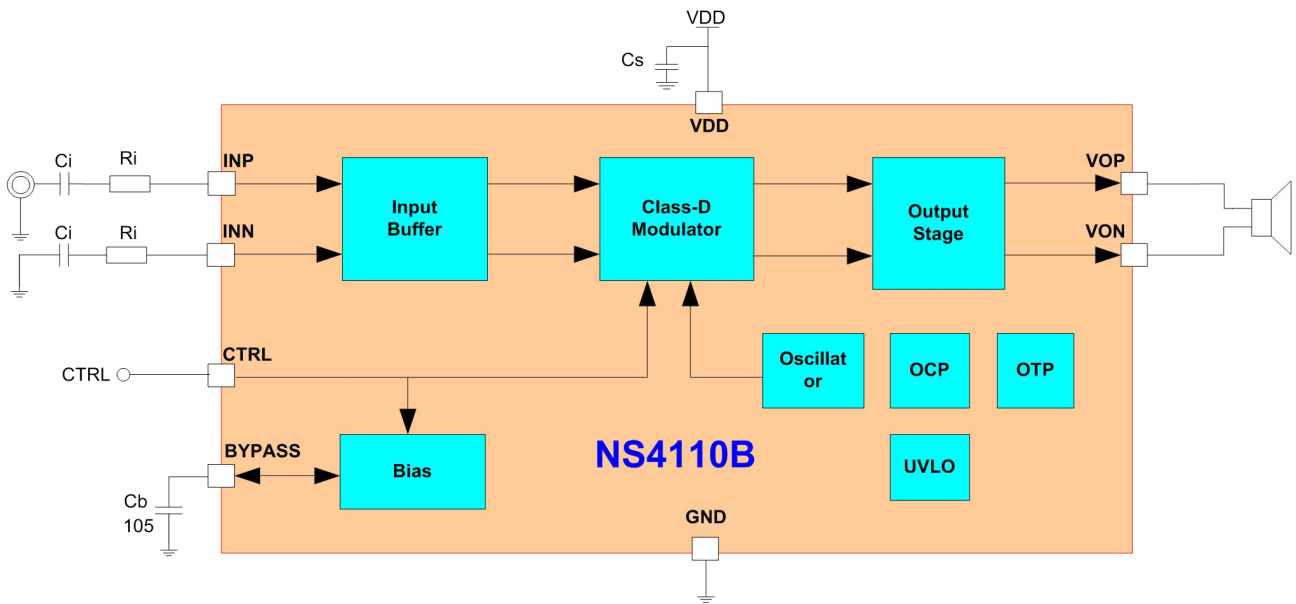 VDD
Cs
VDD
Ci
Ri
INP
VOP
Input
Buffer
Class-D
Modulator
Output
Stage
Ci
Ri
INN
VON
CTRL
CTRL
Oscillat
or
OCP
OTP
BYPASS
Bias
NS4110B
UVLO
Cb
105
GND